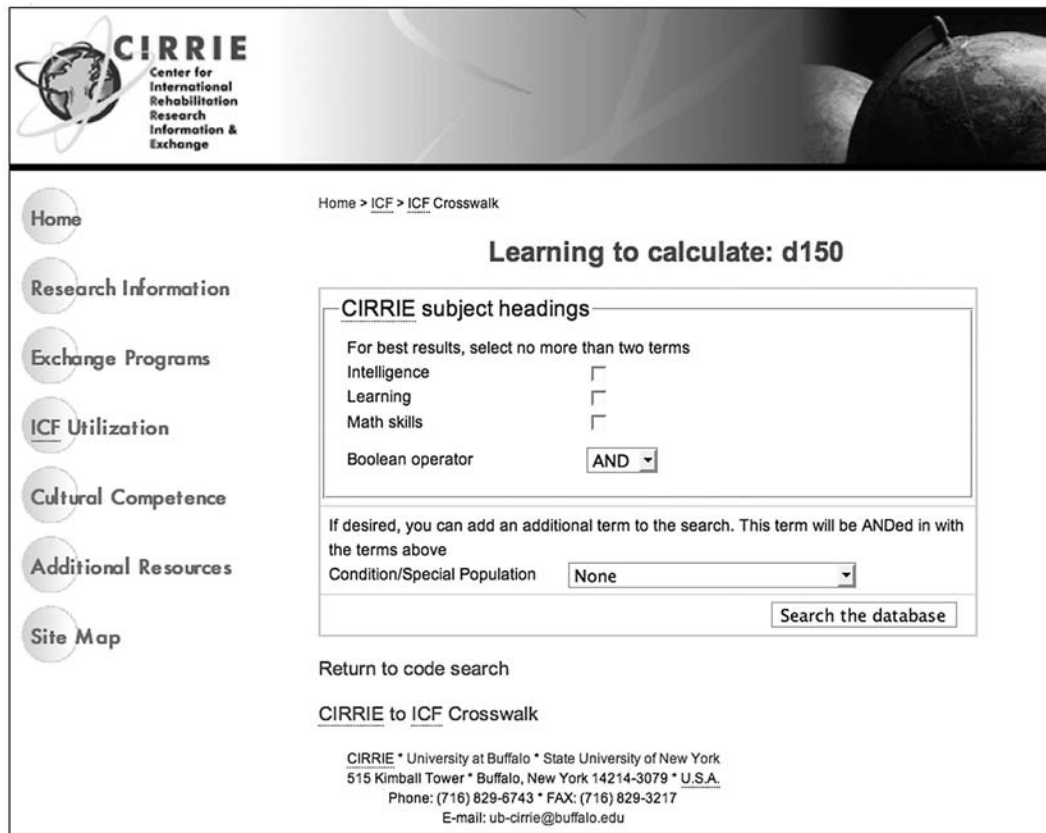 CIRRIE
Center for
International
Rehabilitation
Research
Information &
Exchange
Home
Research Information
Exchange Programs
ICF Utilization
Cultural Competence
Additional Resources
Site Map
Home > ICF > ICF Crosswalk
Learning to calculate: d150
CIRRIE subject headings
For best results, select no more than two terms
Intelligence
Learning
Math skills
Boolean operator AND
If desired, you can add an additional term to the search. This term will be ANDed in with
the terms above
Condition/Special Population None
Search the database
Return to code search
CIRRIE to ICF Crosswalk
CIRRIE * University at Buffalo * State University of New York
515 Kimball Tower * Buffalo, New York 14214-3079 * U.S.A.
Phone: (716) 829-6743 * FAX: (716) 829-3217
E-mail: ub-cirrie@buffalo.edu